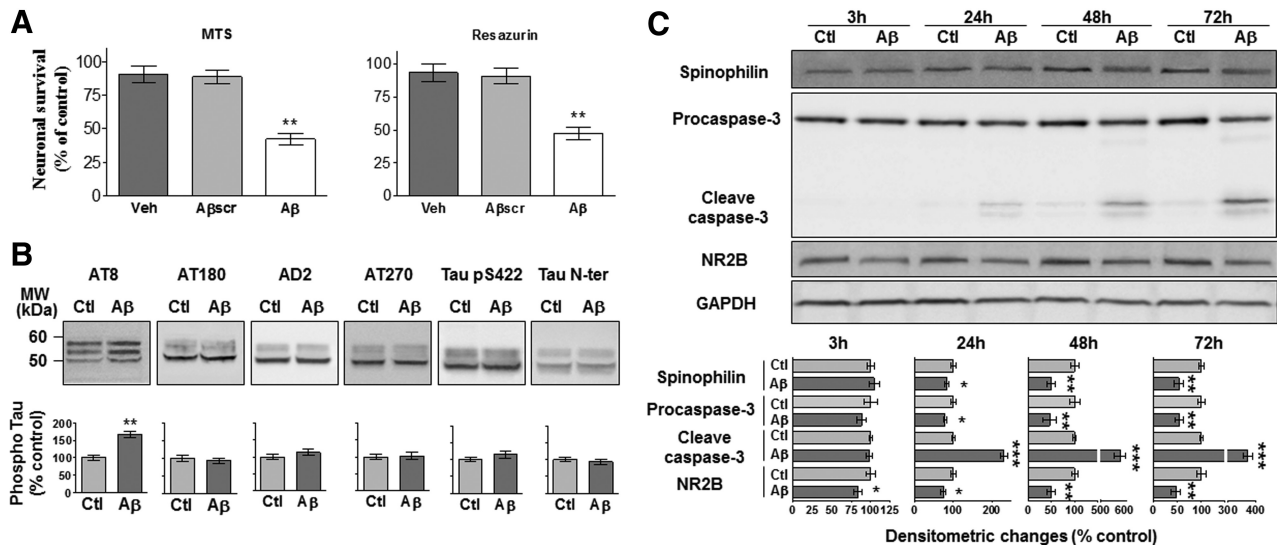 A
MTS
Resazurin
Neuronal survival
(% of control)
100
75
50
25
0
**
Veh
Aβscr
Aβ
100
75
50
25
0
**
Veh
Aβscr
Aβ
B
AT8 AT180 AD2 AT270 Tau pS422 Tau N-ter
MW
(kDa)
Ctl Aβ Ctl Aβ Ctl Aβ Ctl Aβ Ctl Aβ Ctl Aβ
60
50
Phospho Tau
(% control)
200
150
100
50
0
**
Ctl Aβ Ctl Aβ Ctl Aβ Ctl Aβ Ctl Aβ Ctl Aβ
C
3h 24h 48h 72h
Ctl Aβ Ctl Aβ Ctl Aβ Ctl Aβ
Spinophilin
Procaspase-3
Cleave
caspase-3
NR2B
GAPDH
3h 24h 48h 72h
Spinophilin
Ctl
Aβ * ** **
Procaspase-3
Ctl
Aβ * ** **
Cleave
caspase-3
Ctl
Aβ *** *** ***
NR2B
Ctl
Aβ * * ** **
0 25 50 75 100 125
0 100 200
0 50 100 500 600
0 50 100 200 300 400
Densitometric changes (% control)